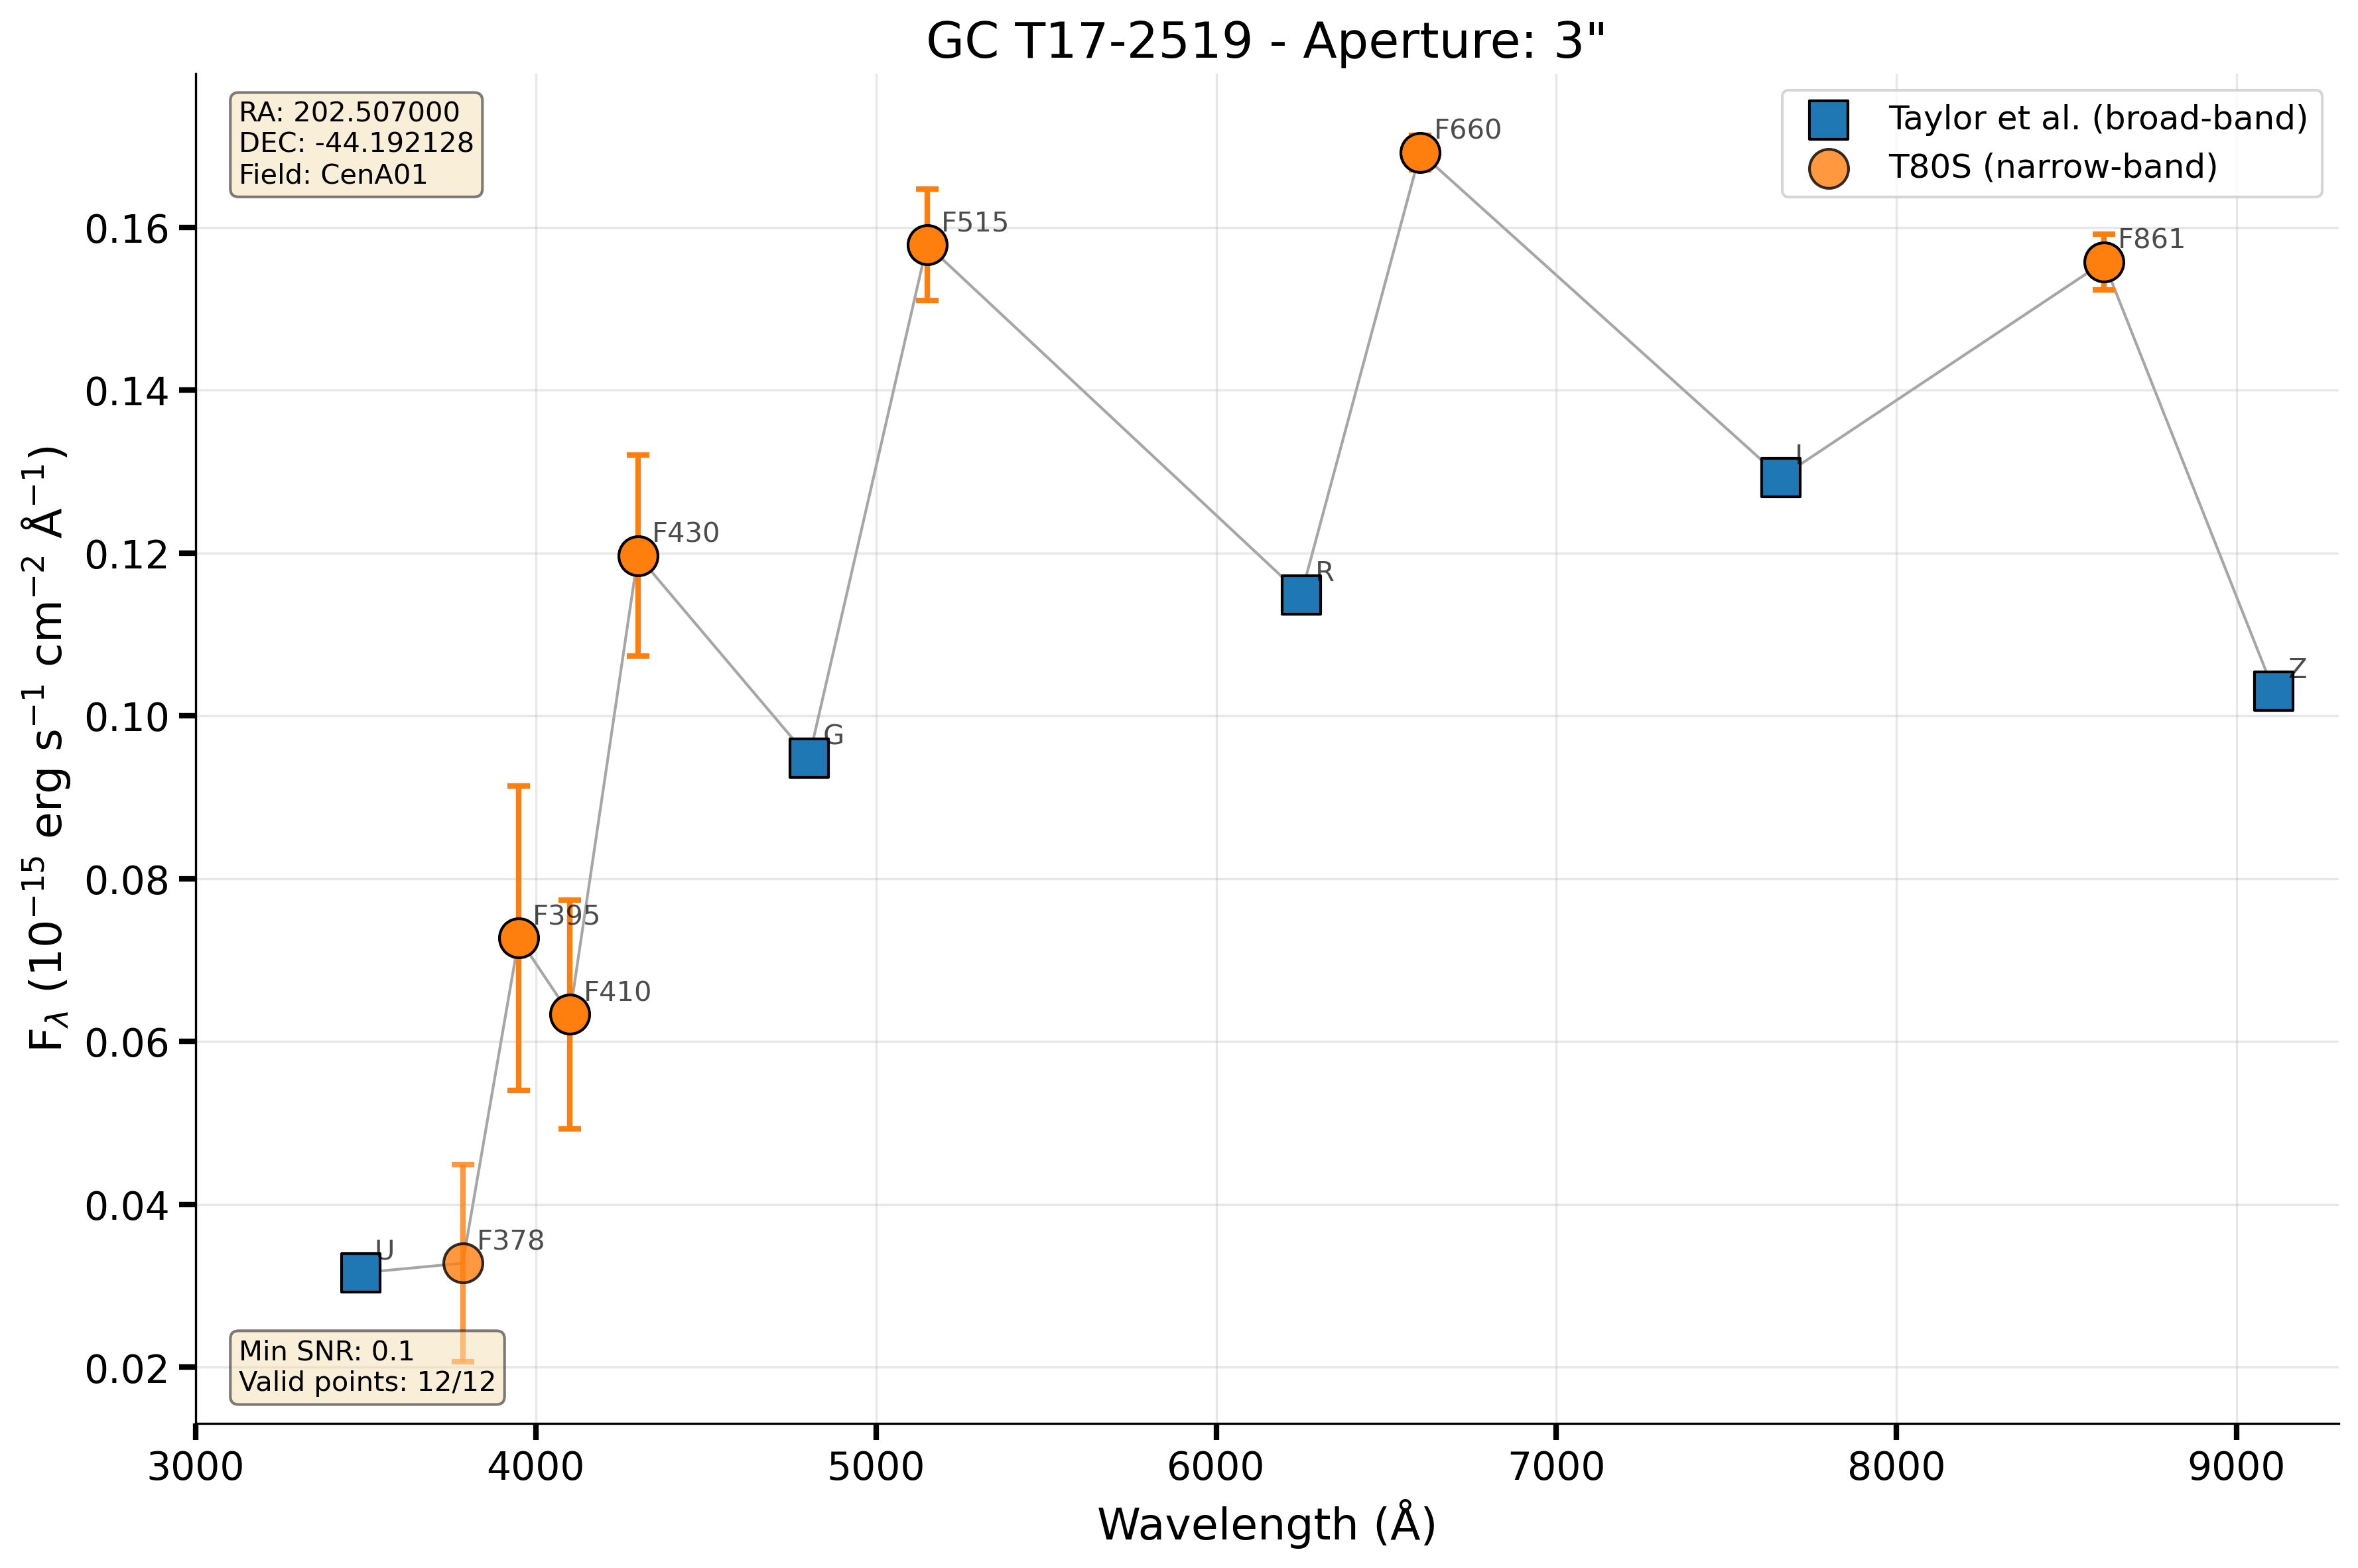 GC T17-2519 - Aperture: 3"
RA: 202.507000
DEC: -44.192128
Field: CenA01
Taylor et al. (broad-band)
T80S (narrow-band)
F660
F515
F861
F430
I
R
G
Z
F395
F410
F378
U
Min SNR: 0.1
Valid points: 12/12
0.16
0.14
0.12
0.10
0.08
0.06
0.04
0.02
F_λ (10⁻¹⁵ erg s⁻¹ cm⁻² Å⁻¹)
3000 4000 5000 6000 7000 8000 9000
Wavelength (Å)